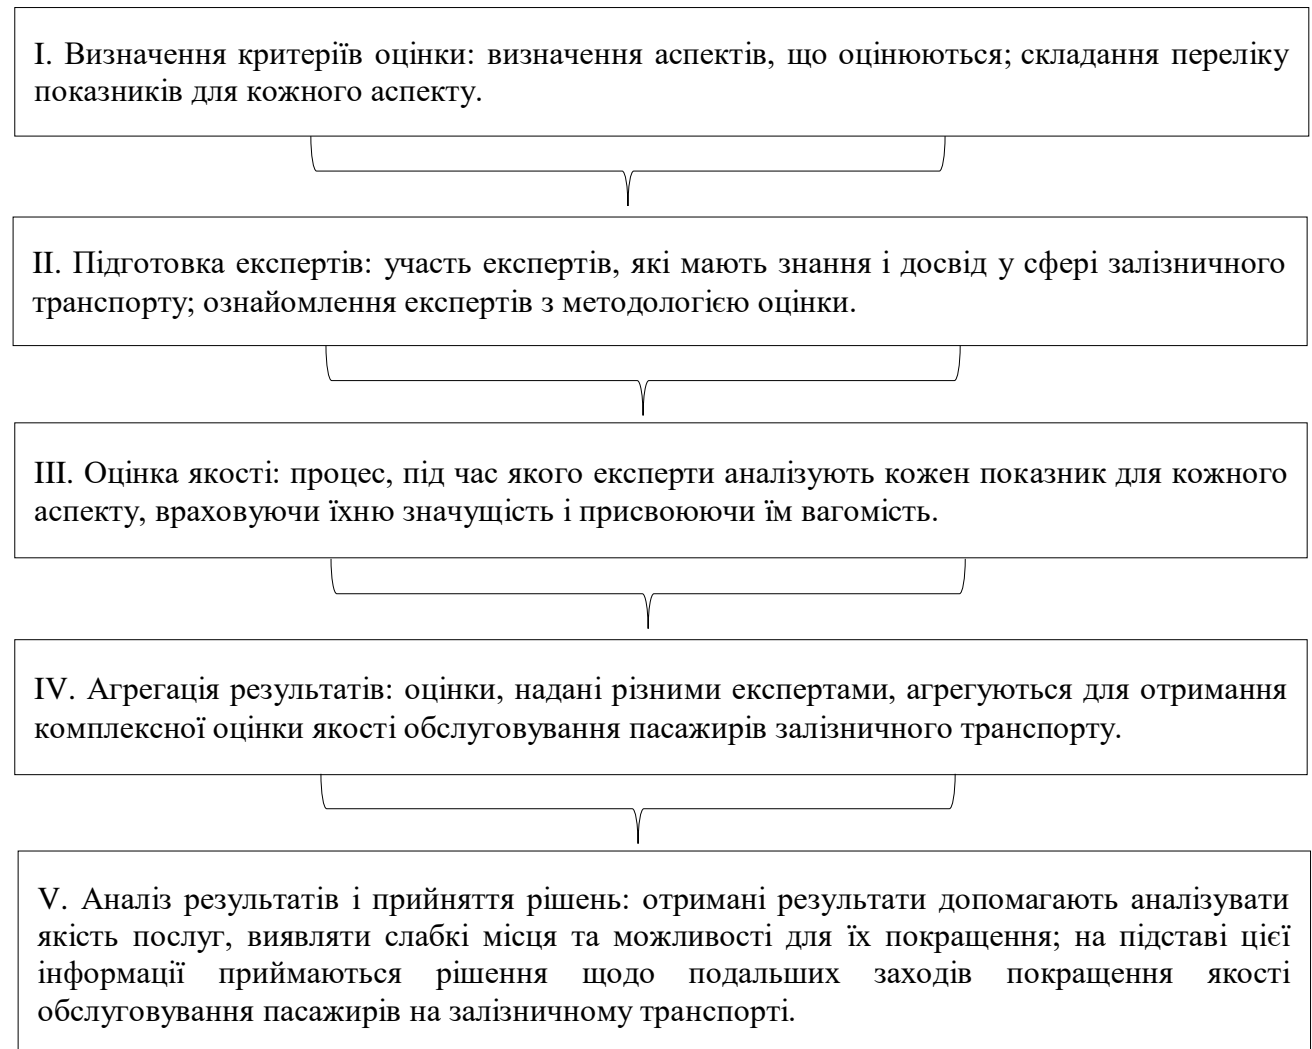 I. Визначення критеріїв оцінки: визначення аспектів, що оцінюються; складання переліку
показників для кожного аспекту.
II. Підготовка експертів: участь експертів, які мають знання і досвід у сфері залізничного
транспорту; ознайомлення експертів з методологією оцінки.
III. Оцінка якості: процес, під час якого експерти аналізують кожен показник для кожного
аспекту, враховуючи їхню значущість і присвоюючи їм вагомість.
IV. Агрегація результатів: оцінки, надані різними експертами, агрегуються для отримання
комплексної оцінки якості обслуговування пасажирів залізничного транспорту.
V. Аналіз результатів і прийняття рішень: отримані результати допомагають аналізувати
якість послуг, виявляти слабкі місця та можливості для їх покращення; на підставі цієї
інформації приймаються рішення щодо подальших заходів покращення якості
обслуговування пасажирів на залізничному транспорті.